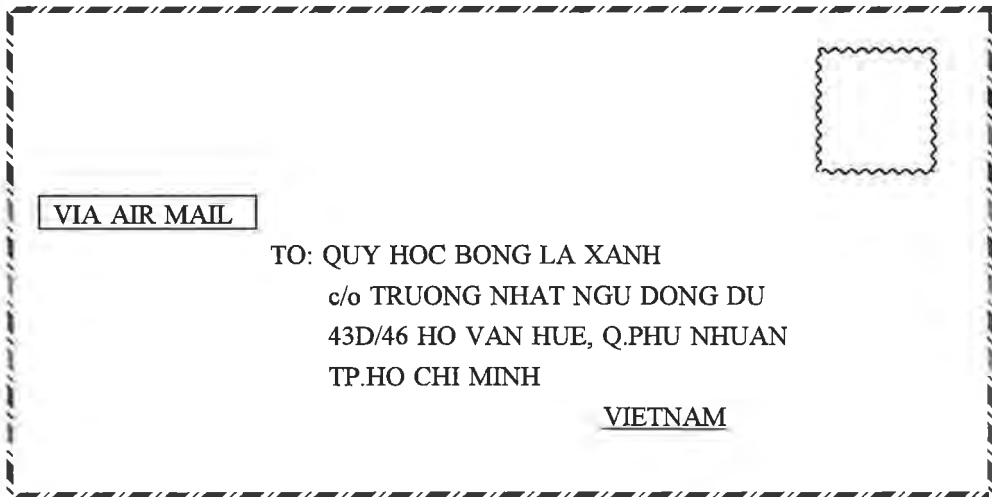 VIA AIR MAIL
TO: QUY HOC BONG LA XANH
c/o TRUONG NHAT NGU DONG DU
43D/46 HO VAN HUE, Q.PHU NHUAN
TP.HO CHI MINH
VIETNAM